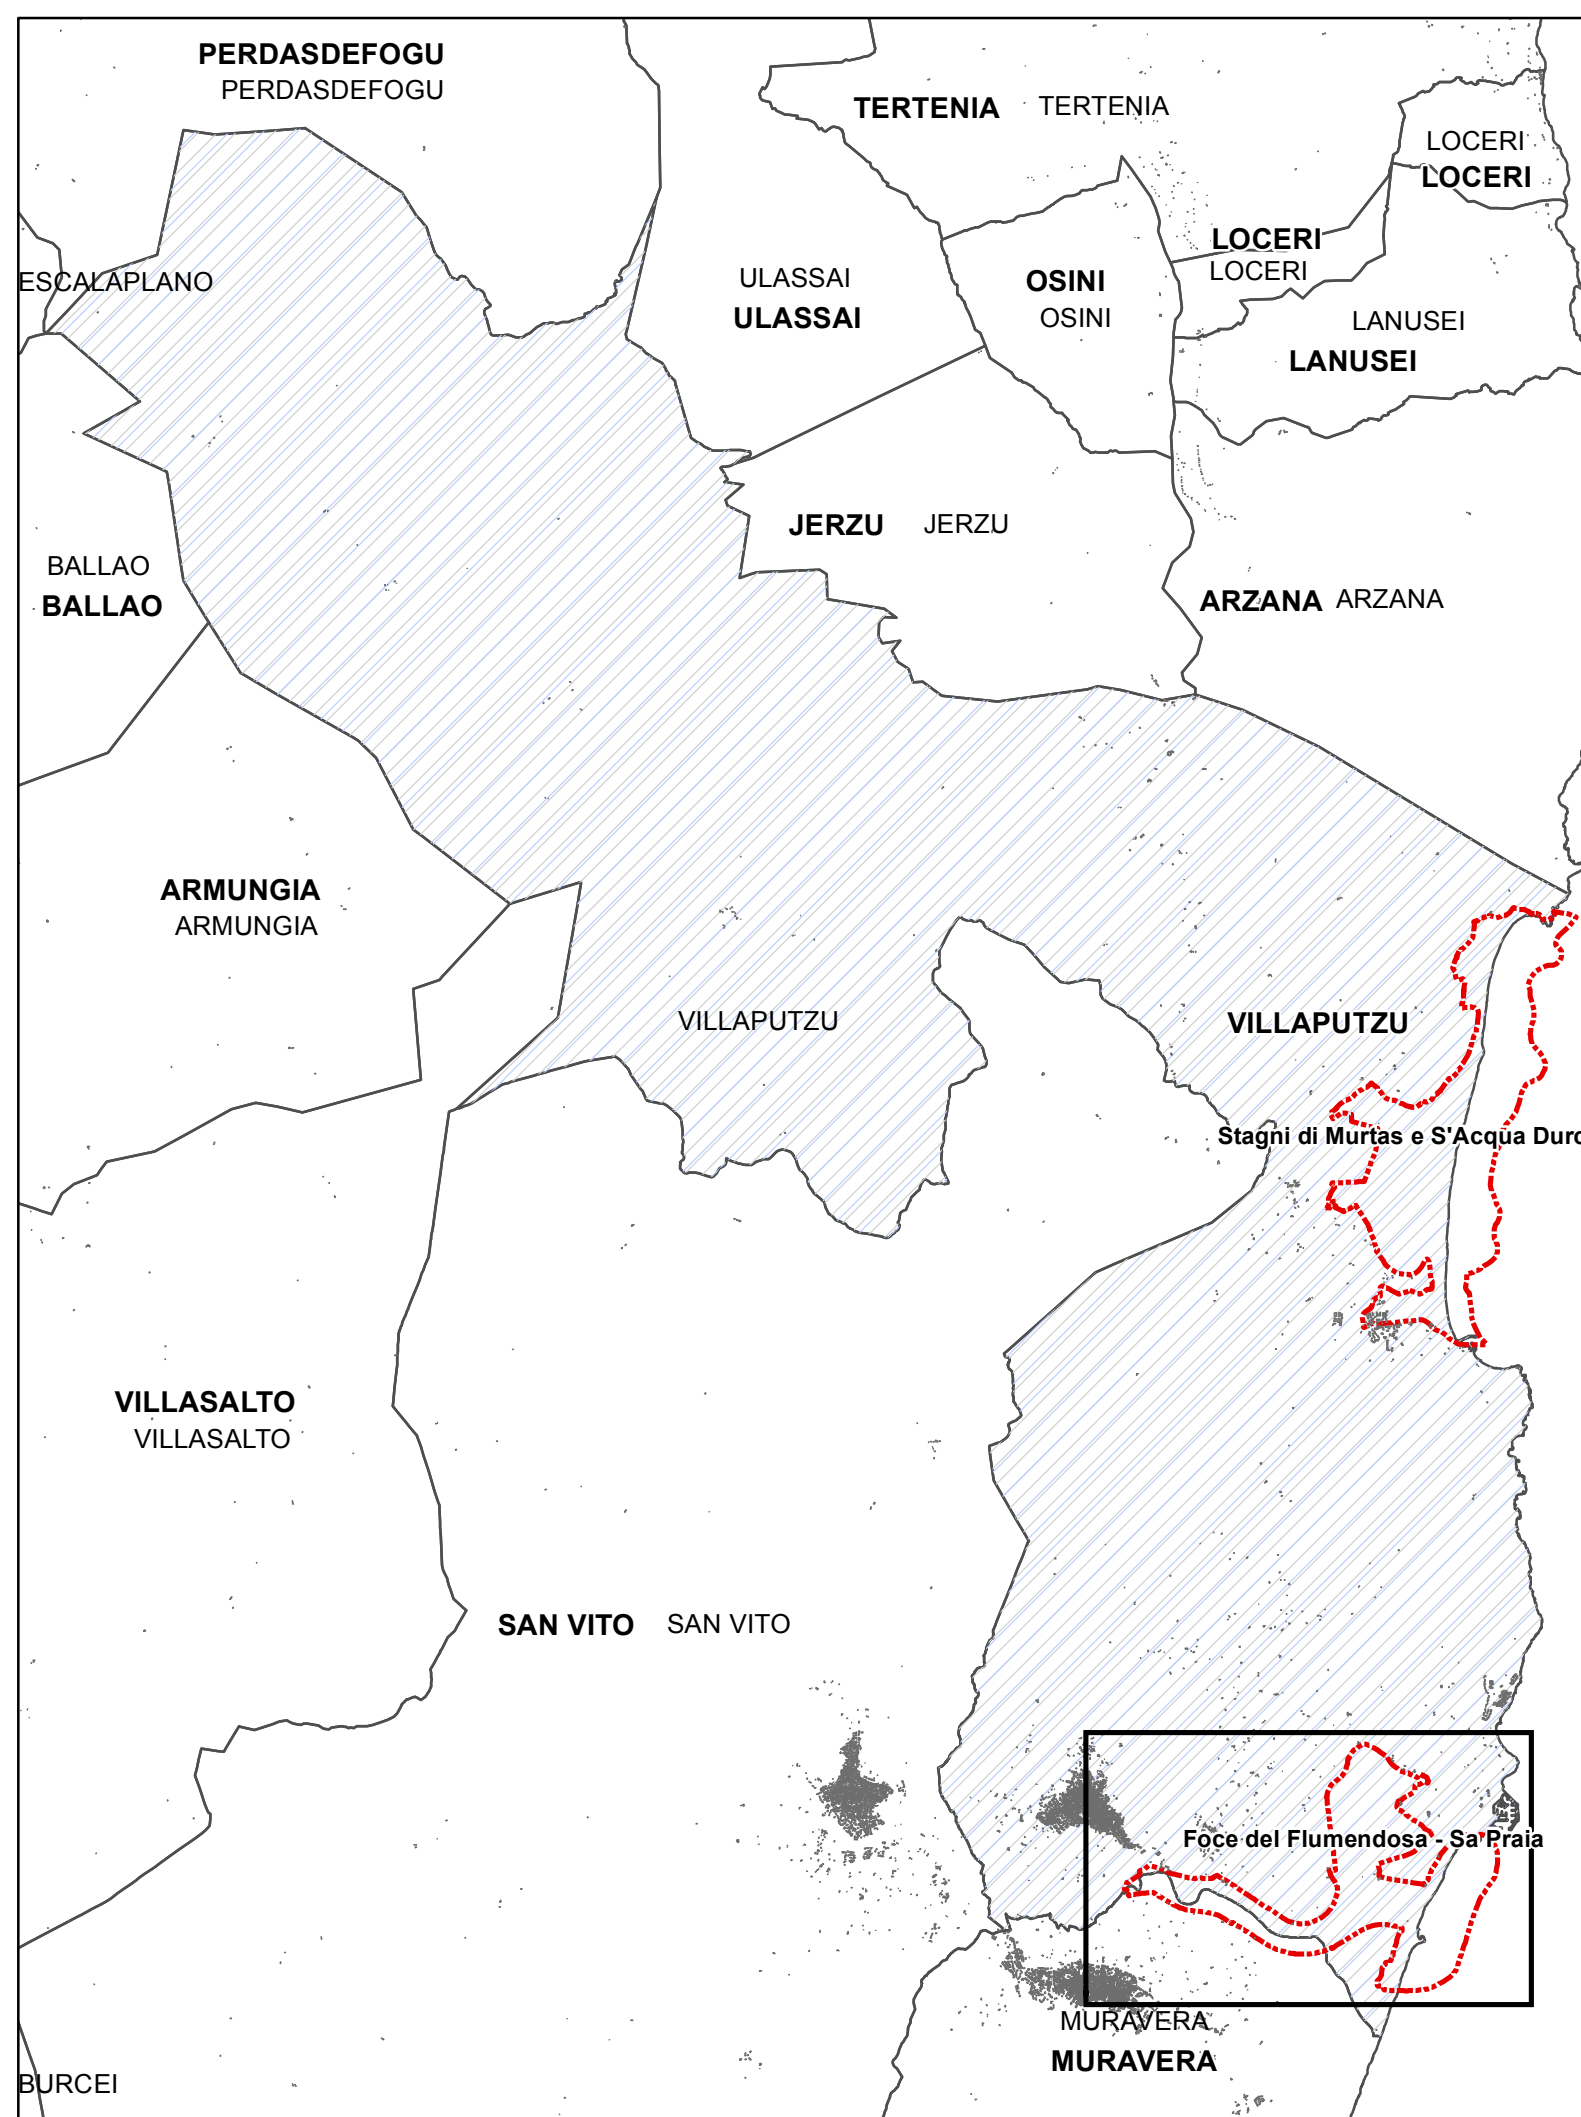 PERDASDEFOGU
PERDASDEFOGU
TERTENIA TERTENIA
LOCERI
LOCERI
LOCERI
LOCERI
ESCALAPLANO
ULASSAI
ULASSAI
OSINI
OSINI
LANUSEI
LANUSEI
JERZU JERZU
BALLAO
BALLAO
ARZANA ARZANA
ARMUNGIA
ARMUNGIA
VILLAPUTZU
VILLAPUTZU
Stagni di Murtas e S'Acqua Durc
VILLASALTO
VILLASALTO
SAN VITO SAN VITO
Foce del Flumendosa - Sa Praia
MURAVERA
MURAVERA
BURCEI